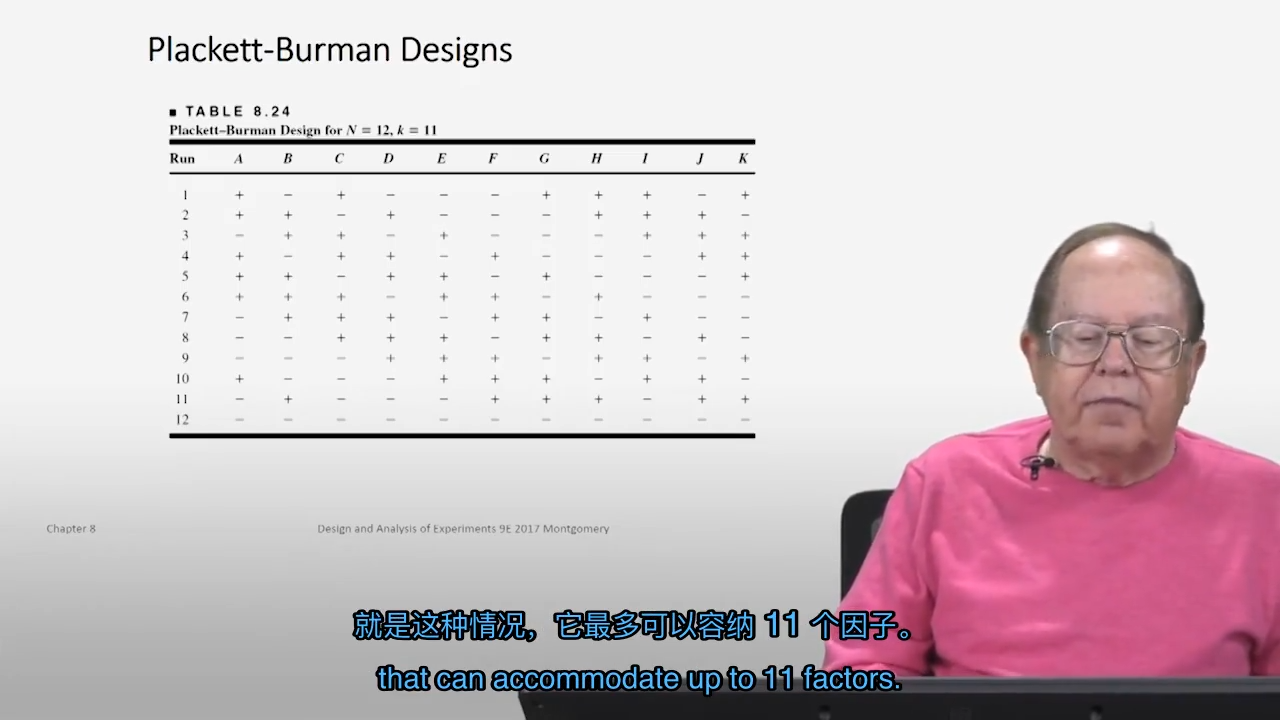 Plackett-Burman Designs
■ TABLE 8.24
Plackett–Burman Design for N = 12, k = 11
Run A B C D E F G H I J K
1 + − + − − − + + + − +
2 + + − + − − − + + + −
3 − + + − + − − − + + +
4 + − + + − + − − − + +
5 + + − + + − + − − − +
6 + + + − + + − + − − −
7 − + + + − + + − + − −
8 − − + + + − + + − + −
9 − − − + + + − + + − +
10 + − − − + + + − + + −
11 − + − − − + + + − + +
12 − − − − − − − − − − −
Chapter 8
Design and Analysis of Experiments 9E 2017 Montgomery
就是这种情况，它最多可以容纳 11 个因子。
that can accommodate up to 11 factors.